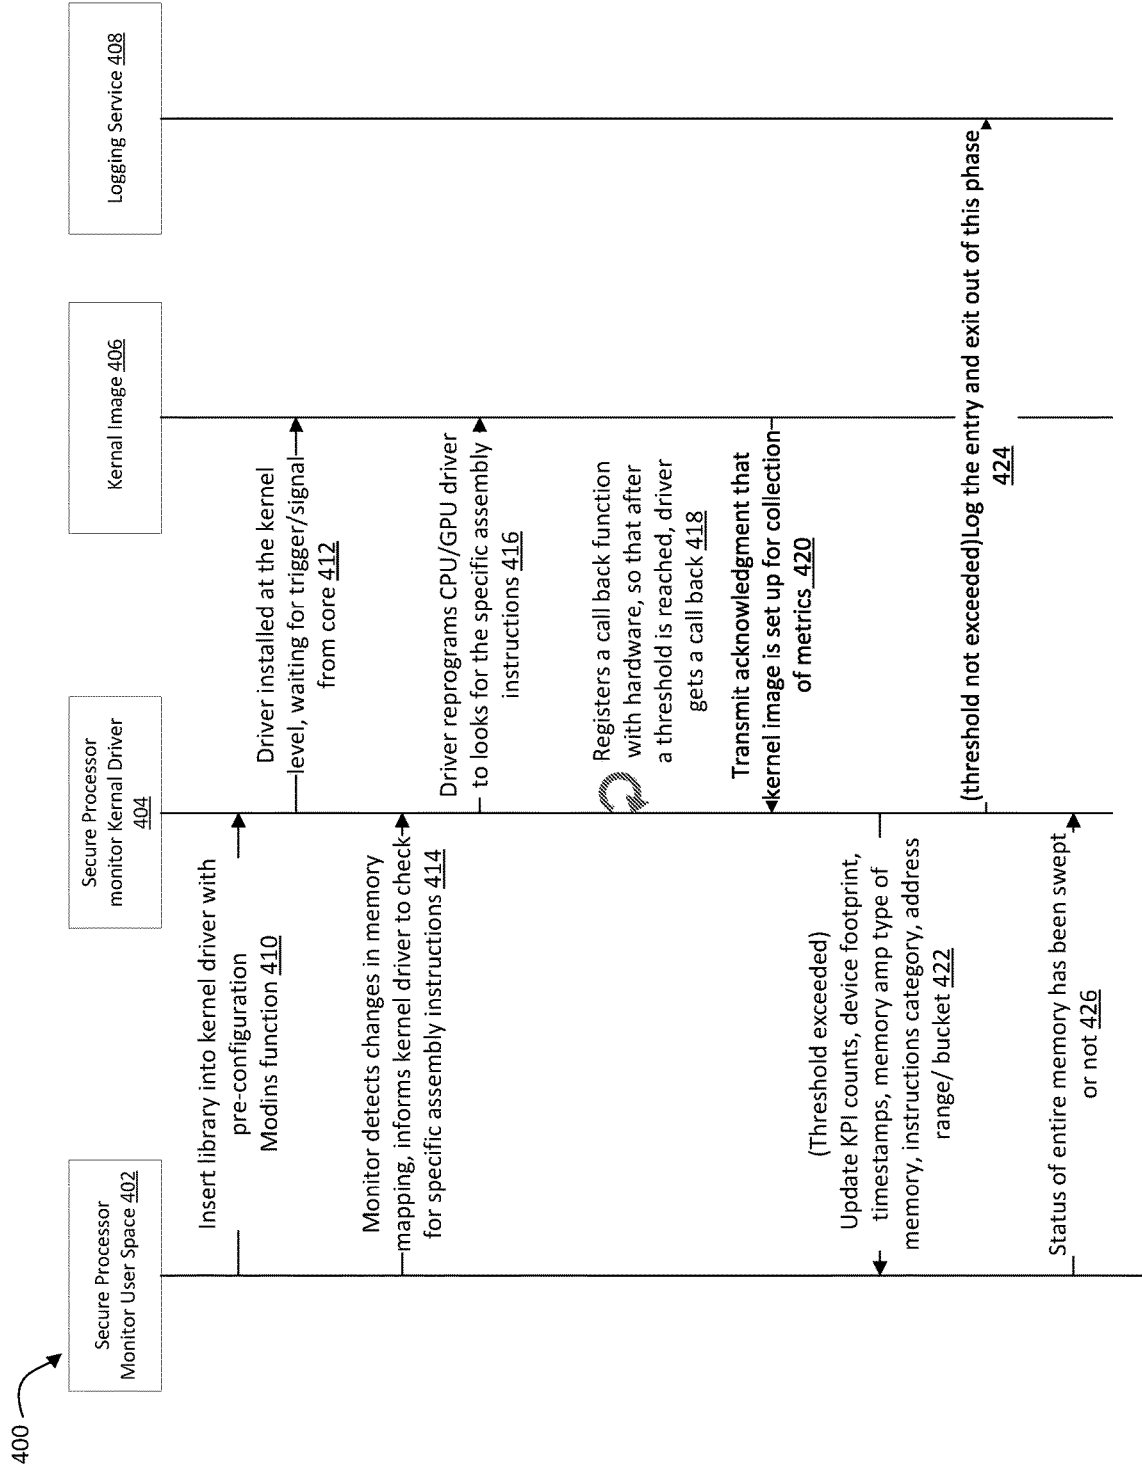 400
Secure Processor
Monitor User Space 402
Secure Processor
monitor Kernal Driver
404
Kernal Image 406
Logging Service 408
Insert library into kernel driver with
pre-configuration
Modins function 410
Driver installed at the kernel
level, waiting for trigger/signal
from core 412
Monitor detects changes in memory
mapping, informs kernel driver to check
for specific assembly instructions 414
Driver reprograms CPU/GPU driver
to looks for the specific assembly
instructions 416
Registers a call back function
with hardware, so that after
a threshold is reached, driver
gets a call back 418
Transmit acknowledgment that
kernel image is set up for collection
of metrics 420
(Threshold exceeded)
Update KPI counts, device footprint,
timestamps, memory amp type of
memory, instructions category, address
range/ bucket 422
(threshold not exceeded)Log the entry and exit out of this phase
424
Status of entire memory has been swept
or not 426